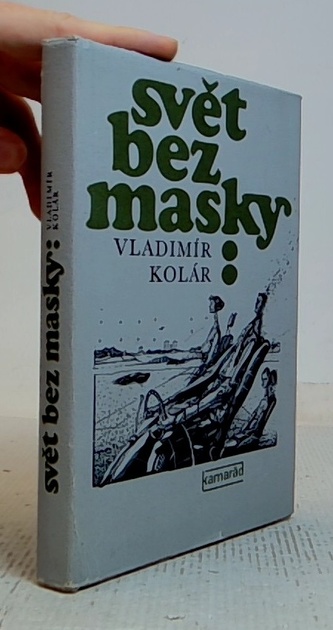 svět
bez
masky
VLADIMÍR
KOLÁR
kamarád
svět bez masky:
VLADIMÍR
KOLÁR